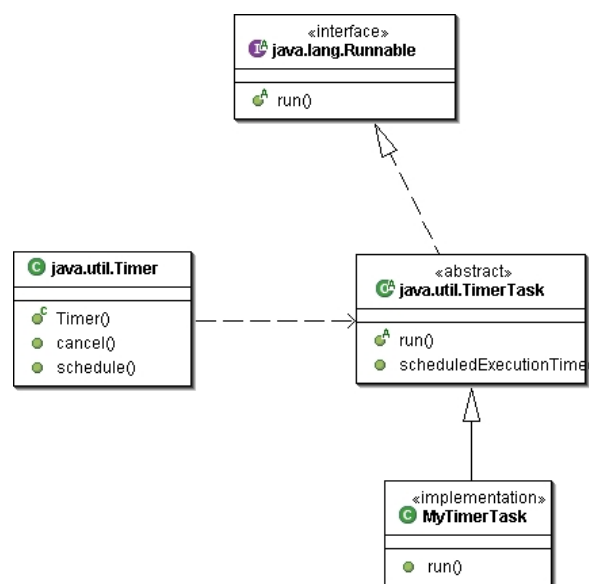 «interface»
java.lang.Runnable
run()
java.util.Timer
Timer()
cancel()
schedule()
«abstract»
java.util.TimerTask
run()
scheduledExecutionTime
«implementation»
MyTimerTask
run()